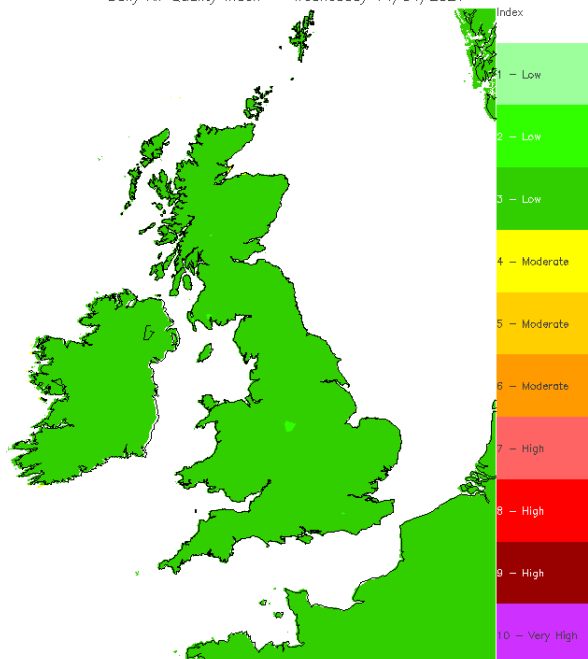 Index
1 - Low
2 - Low
3 - Low
4 - Moderate
5 - Moderate
6 - Moderate
7 - High
8 - High
9 - High
10 - Very High